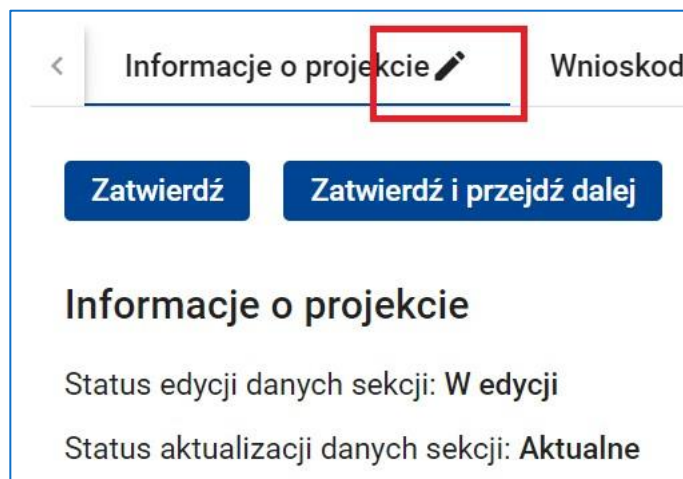 Informacje o projekcie Wnioskod
Zatwierdź Zatwierdź i przejdź dalej
Informacje o projekcie
Status edycji danych sekcji: W edycji
Status aktualizacji danych sekcji: Aktualne